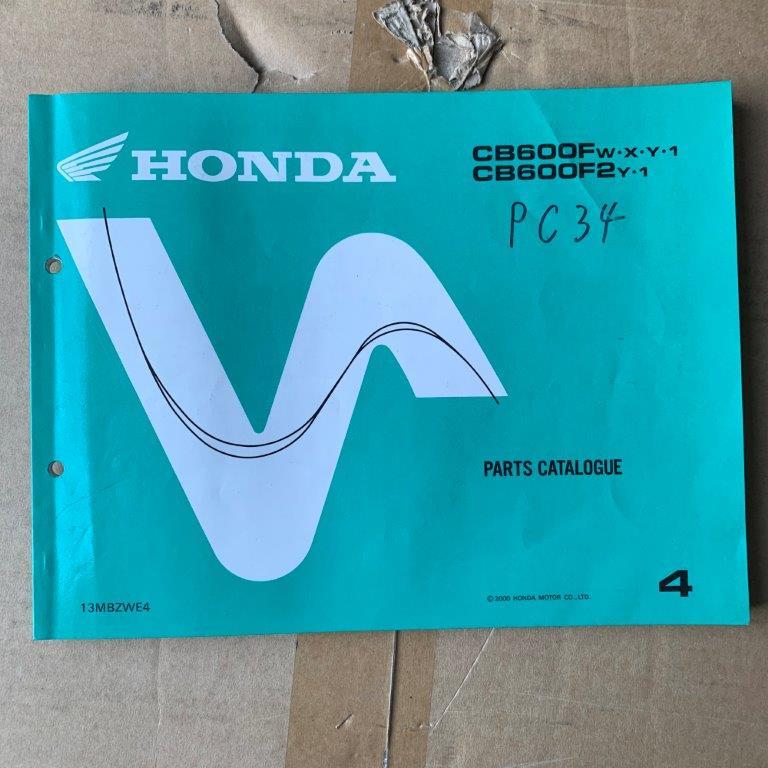 HONDA
CB600FW·X·Y·1
CB600F2Y·1
PC34
PARTS CATALOGUE
13MBZWE4
© 2000 HONDA MOTOR CO.,LTD.
4